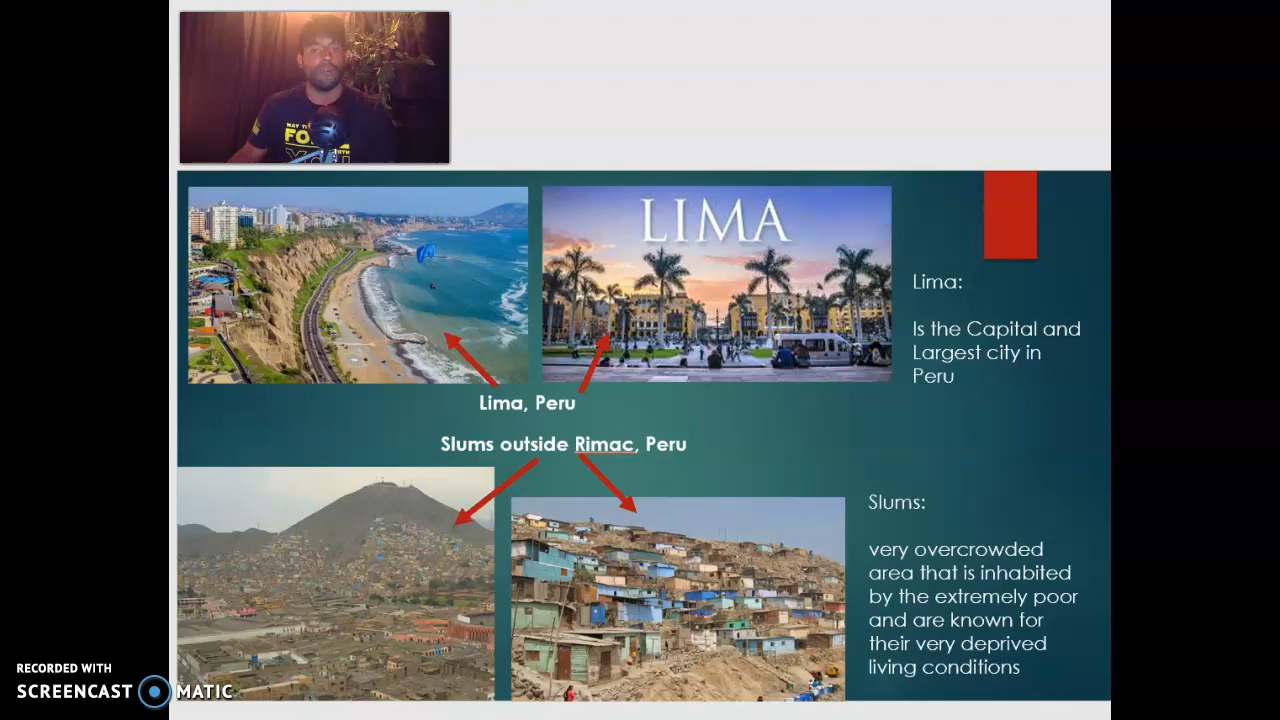 FO
YOU
LIMA
Lima:
Is the Capital and
Largest city in
Peru
Lima, Peru
Slums outside Rimac, Peru
Slums:
very overcrowded
area that is inhabited
by the extremely poor
and are known for
their very deprived
living conditions
RECORDED WITH
SCREENCAST MATIC